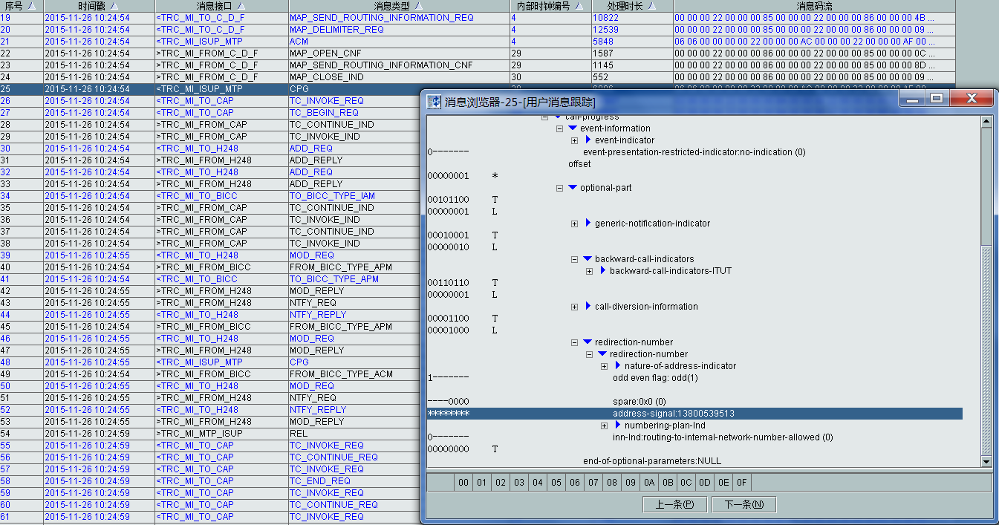 序号 时间戳 消息接口 消息类型 内部时钟编号 处理时长 消息码流
19 2015-11-26 10:24:54 <TRC_MI_TO_C_D_F MAP_SEND_ROUTING_INFORMATION_REQ 4 10822 00 00 00 22 00 00 00 85 00 00 00 22 00 00 00 86 00 00 00 4B ...
20 2015-11-26 10:24:54 <TRC_MI_TO_C_D_F MAP_DELIMITER_REQ 4 12539 00 00 00 22 00 00 00 85 00 00 00 22 00 00 00 86 00 00 00 09 ...
21 2015-11-26 10:24:54 <TRC_MI_ISUP_MTP ACM 4 5848 06 06 00 00 00 22 00 00 00 AC 00 00 00 22 00 00 00 AF 00 ...
22 2015-11-26 10:24:54 >TRC_MI_FROM_C_D_F MAP_OPEN_CNF 29 1587 00 00 00 22 00 00 00 86 00 00 00 22 00 00 00 85 00 00 00 0C ...
23 2015-11-26 10:24:54 >TRC_MI_FROM_C_D_F MAP_SEND_ROUTING_INFORMATION_CNF 29 1145 00 00 00 22 00 00 00 86 00 00 00 22 00 00 00 85 00 00 00 8D ...
24 2015-11-26 10:24:54 >TRC_MI_FROM_C_D_F MAP_CLOSE_IND 30 552 00 00 00 22 00 00 00 86 00 00 00 22 00 00 00 85 00 00 00 09 ...
25 2015-11-26 10:24:54 <TRC_MI_ISUP_MTP CPG
26 2015-11-26 10:24:54 <TRC_MI_TO_CAP TC_INVOKE_REQ
27 2015-11-26 10:24:54 <TRC_MI_TO_CAP TC_BEGIN_REQ
28 2015-11-26 10:24:54 >TRC_MI_FROM_CAP TC_CONTINUE_IND
29 2015-11-26 10:24:54 >TRC_MI_FROM_CAP TC_INVOKE_IND
30 2015-11-26 10:24:54 <TRC_MI_TO_H248 ADD_REQ
31 2015-11-26 10:24:54 >TRC_MI_FROM_H248 ADD_REPLY
32 2015-11-26 10:24:54 <TRC_MI_TO_H248 ADD_REQ
33 2015-11-26 10:24:54 >TRC_MI_FROM_H248 ADD_REPLY
34 2015-11-26 10:24:54 <TRC_MI_TO_BICC TO_BICC_TYPE_IAM
35 2015-11-26 10:24:54 >TRC_MI_FROM_CAP TC_CONTINUE_IND
36 2015-11-26 10:24:54 >TRC_MI_FROM_CAP TC_INVOKE_IND
37 2015-11-26 10:24:54 >TRC_MI_FROM_CAP TC_CONTINUE_IND
38 2015-11-26 10:24:54 >TRC_MI_FROM_CAP TC_INVOKE_IND
39 2015-11-26 10:24:55 <TRC_MI_TO_H248 MOD_REQ
40 2015-11-26 10:24:54 >TRC_MI_FROM_BICC FROM_BICC_TYPE_APM
41 2015-11-26 10:24:54 <TRC_MI_TO_BICC TO_BICC_TYPE_APM
42 2015-11-26 10:24:55 >TRC_MI_FROM_H248 MOD_REPLY
43 2015-11-26 10:24:55 >TRC_MI_FROM_H248 NTFY_REQ
44 2015-11-26 10:24:55 <TRC_MI_TO_H248 NTFY_REPLY
45 2015-11-26 10:24:54 >TRC_MI_FROM_BICC FROM_BICC_TYPE_APM
46 2015-11-26 10:24:55 <TRC_MI_TO_H248 MOD_REQ
47 2015-11-26 10:24:55 >TRC_MI_FROM_H248 MOD_REPLY
48 2015-11-26 10:24:55 <TRC_MI_ISUP_MTP CPG
49 2015-11-26 10:24:55 >TRC_MI_FROM_BICC FROM_BICC_TYPE_ACM
50 2015-11-26 10:24:55 <TRC_MI_TO_H248 MOD_REQ
51 2015-11-26 10:24:55 >TRC_MI_FROM_H248 NTFY_REQ
52 2015-11-26 10:24:55 <TRC_MI_TO_H248 NTFY_REPLY
53 2015-11-26 10:24:55 >TRC_MI_FROM_H248 MOD_REPLY
54 2015-11-26 10:24:59 >TRC_MI_MTP_ISUP REL
55 2015-11-26 10:24:59 <TRC_MI_TO_CAP TC_INVOKE_REQ
56 2015-11-26 10:24:59 <TRC_MI_TO_CAP TC_CONTINUE_REQ
57 2015-11-26 10:24:59 <TRC_MI_TO_CAP TC_INVOKE_REQ
58 2015-11-26 10:24:59 <TRC_MI_TO_CAP TC_END_REQ
59 2015-11-26 10:24:59 <TRC_MI_TO_CAP TC_INVOKE_REQ
60 2015-11-26 10:24:59 <TRC_MI_TO_CAP TC_CONTINUE_REQ
61 2015-11-26 10:24:59 <TRC_MI_TO_CAP TC_INVOKE_REQ
消息浏览器-25-[用户消息跟踪]
call-progress
event-information
event-indicator
0------- event-presentation-restricted-indicator:no-indication (0)
offset
00000001 *
optional-part
00101100 T
00000001 L
generic-notification-indicator
00010001 T
00000010 L
backward-call-indicators
backward-call-indicators-ITUT
00110110 T
00000001 L
call-diversion-information
00001100 T
00001000 L
redirection-number
redirection-number
nature-of-address-indicator
1------- odd even flag: odd(1)
----0000 spare:0x0 (0)
******** address-signal:13800539513
numbering-plan-Ind
0------- inn-Ind:routing-to-internal-network-number-allowed (0)
00000000 T
end-of-optional-parameters:NULL
00 01 02 03 04 05 06 07 08 09 0A 0B 0C 0D 0E 0F
上一条(P) 下一条(N)